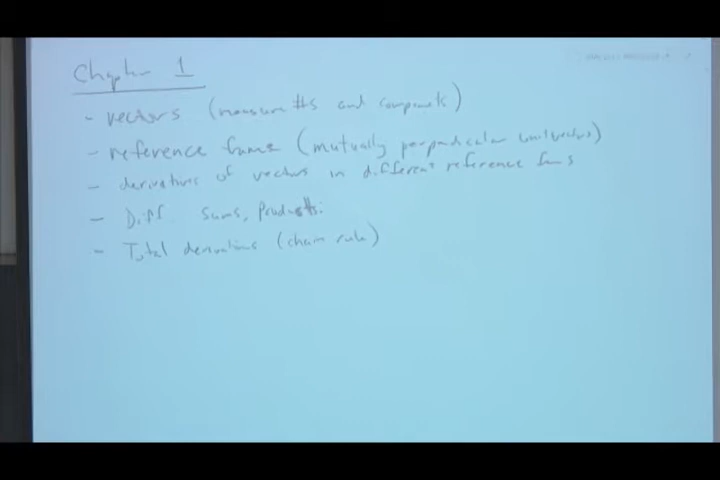 Chapter 1
- vectors (measure #s and components)
- reference frame (mutually perpendicular unit vectors)
- derivatives of vectors in different reference frames
- Diff. sums, Products.
- Total derivatives (chain rule)